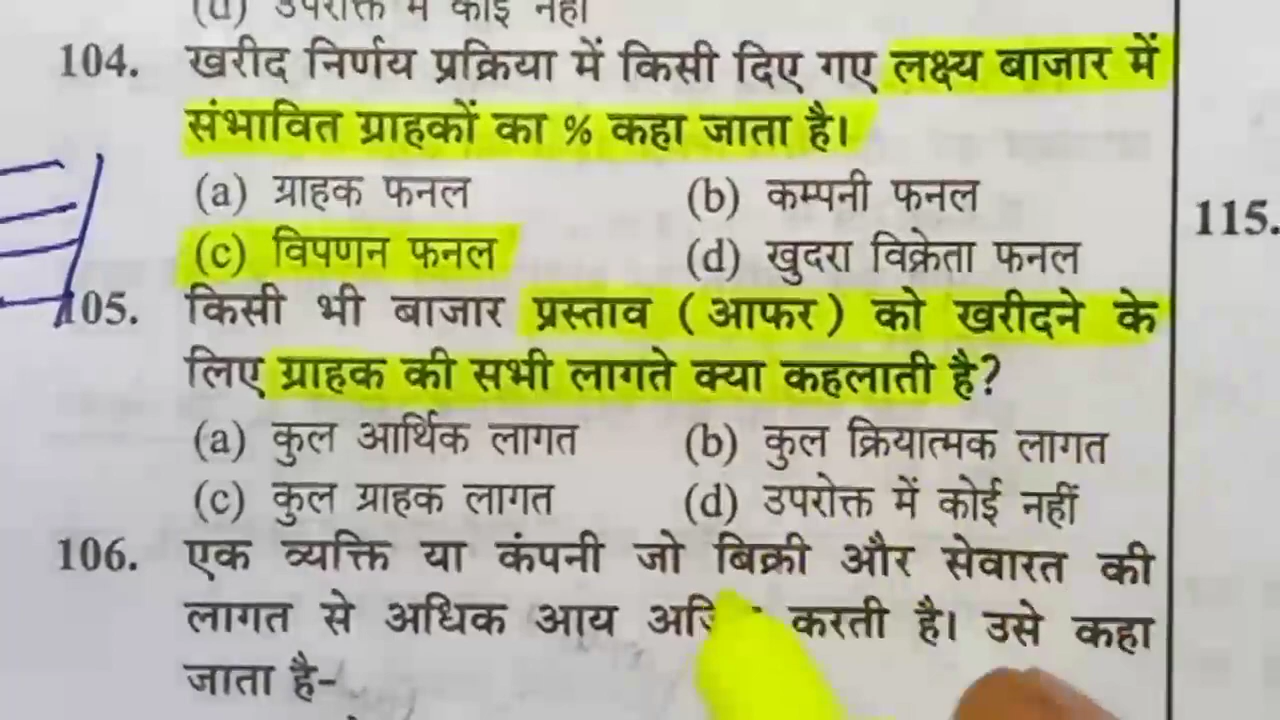 (d) उपरोक्त में कोई नहीं
104. खरीद निर्णय प्रक्रिया में किसी दिए गए लक्ष्य बाजार में
संभावित ग्राहकों का % कहा जाता है।
(a) ग्राहक फनल (b) कम्पनी फनल
(c) विपणन फनल (d) खुदरा विक्रेता फनल
105. किसी भी बाजार प्रस्ताव (आफर) को खरीदने के
लिए ग्राहक की सभी लागते क्या कहलाती है?
(a) कुल आर्थिक लागत (b) कुल क्रियात्मक लागत
(c) कुल ग्राहक लागत (d) उपरोक्त में कोई नहीं
106. एक व्यक्ति या कंपनी जो बिक्री और सेवारत की
लागत से अधिक आय करती है। उसे कहा
जाता है-
115.